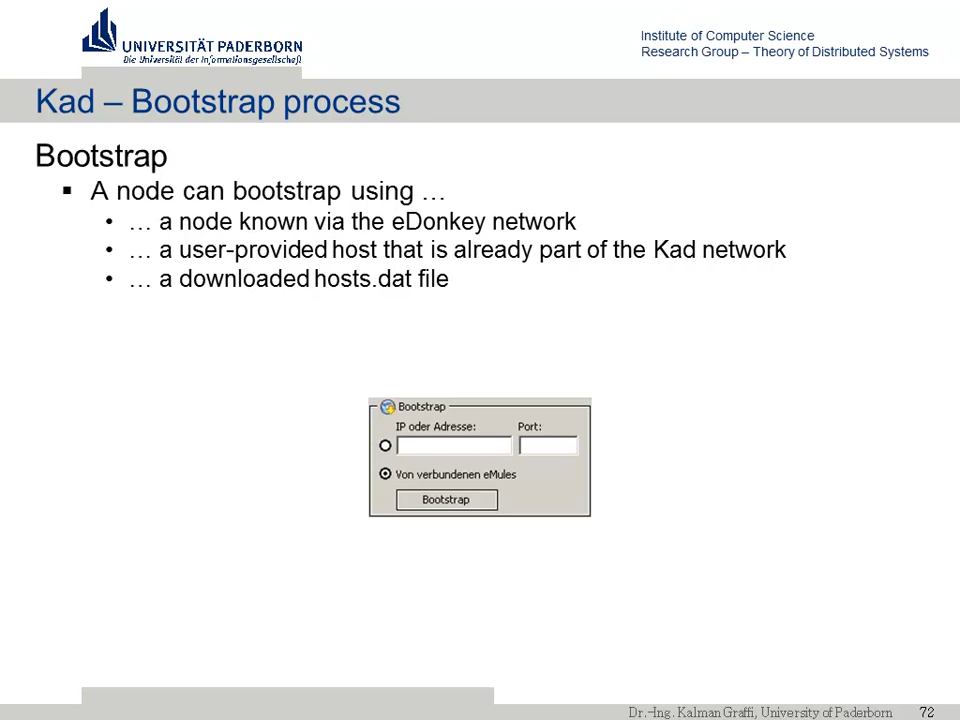 UNIVERSITÄT PADERBORN
Die Universität der Informationsgesellschaft
Institute of Computer Science
Research Group – Theory of Distributed Systems
Kad – Bootstrap process
Bootstrap
▪ A node can bootstrap using …
• … a node known via the eDonkey network
• … a user-provided host that is already part of the Kad network
• … a downloaded hosts.dat file
Bootstrap
IP oder Adresse: Port:
Von verbundenen eMules
Bootstrap
Dr.-Ing. Kalman Graffi, University of Paderborn 72